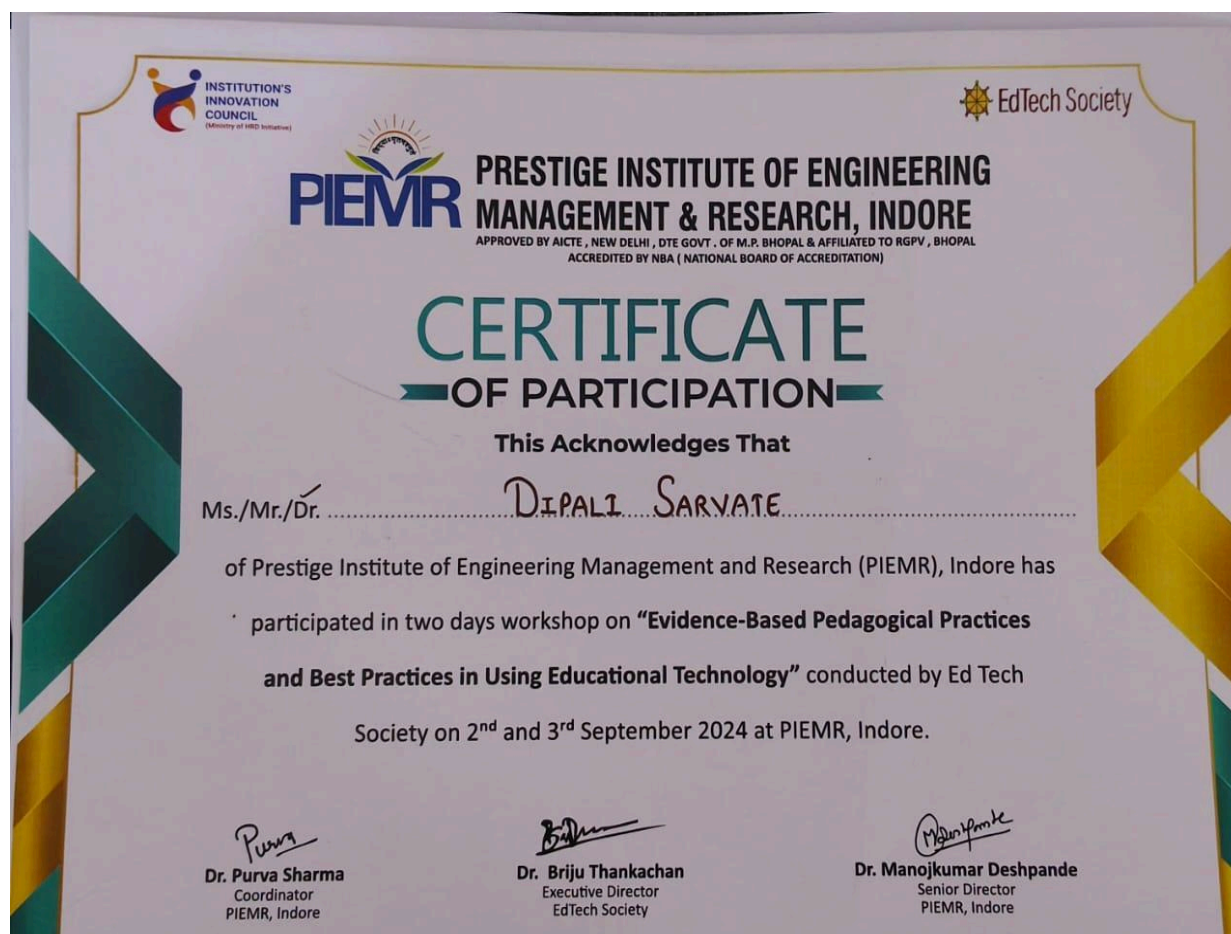 INSTITUTION'S
INNOVATION
COUNCIL
(Ministry of HRD Initiative)
EdTech Society
PIEMR
PRESTIGE INSTITUTE OF ENGINEERING
MANAGEMENT & RESEARCH, INDORE
APPROVED BY AICTE , NEW DELHI , DTE GOVT . OF M.P. BHOPAL & AFFILIATED TO RGPV , BHOPAL
ACCREDITED BY NBA ( NATIONAL BOARD OF ACCREDITATION)
CERTIFICATE
OF PARTICIPATION
This Acknowledges That
Ms./Mr./Dr. DIPALI SARVATE
of Prestige Institute of Engineering Management and Research (PIEMR), Indore has
participated in two days workshop on “Evidence-Based Pedagogical Practices
and Best Practices in Using Educational Technology” conducted by Ed Tech
Society on 2nd and 3rd September 2024 at PIEMR, Indore.
Purva
Dr. Purva Sharma
Coordinator
PIEMR, Indore
Dr. Briju Thankachan
Executive Director
EdTech Society
Dr. Manojkumar Deshpande
Senior Director
PIEMR, Indore